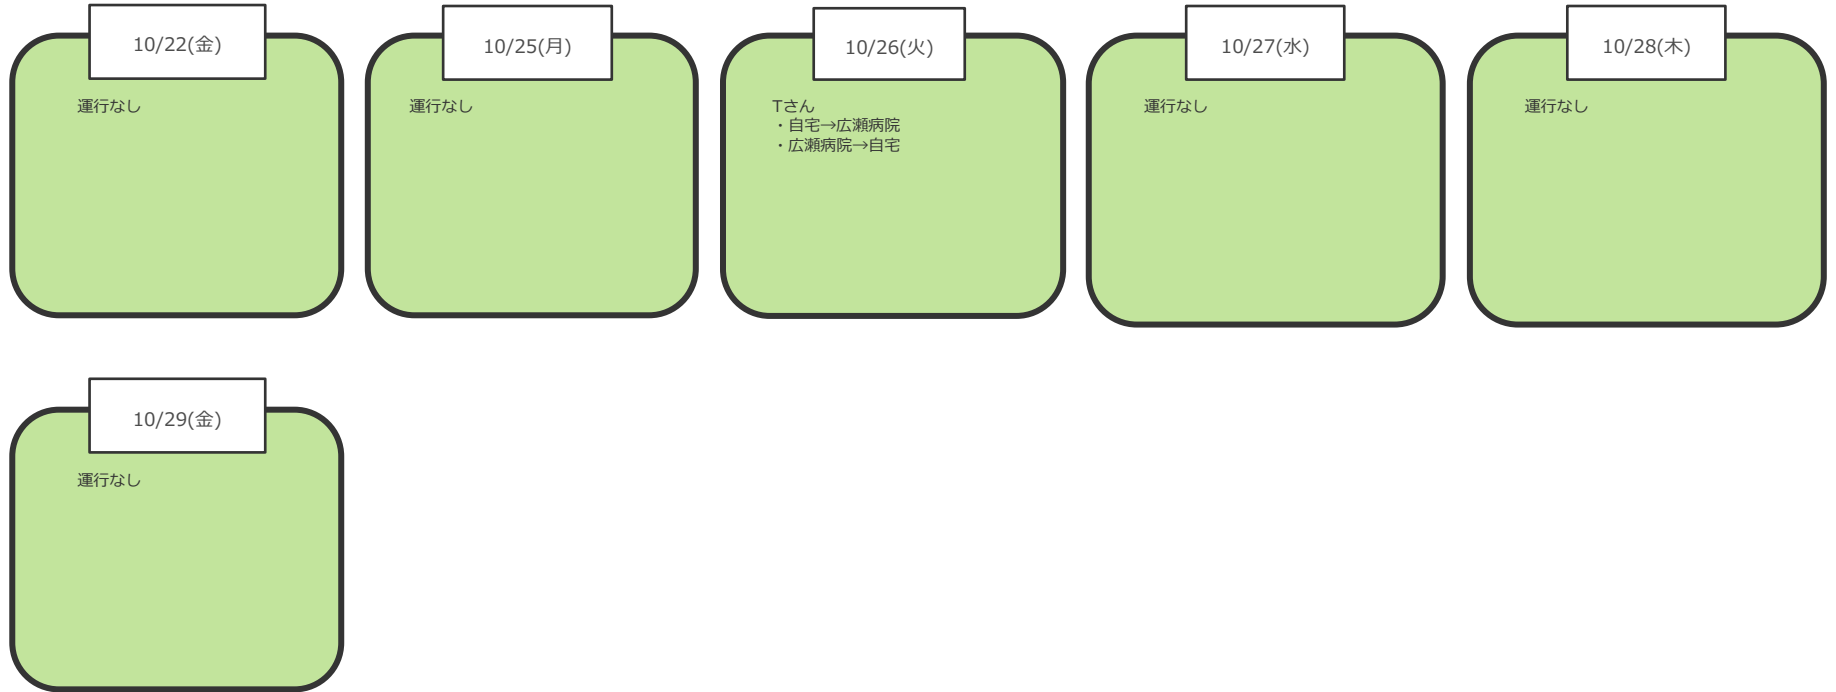 10/22(金)
運行なし
10/25(月)
運行なし
10/26(火)
Tさん
・自宅→広瀬病院
・広瀬病院→自宅
10/27(水)
運行なし
10/28(木)
運行なし
10/29(金)
運行なし